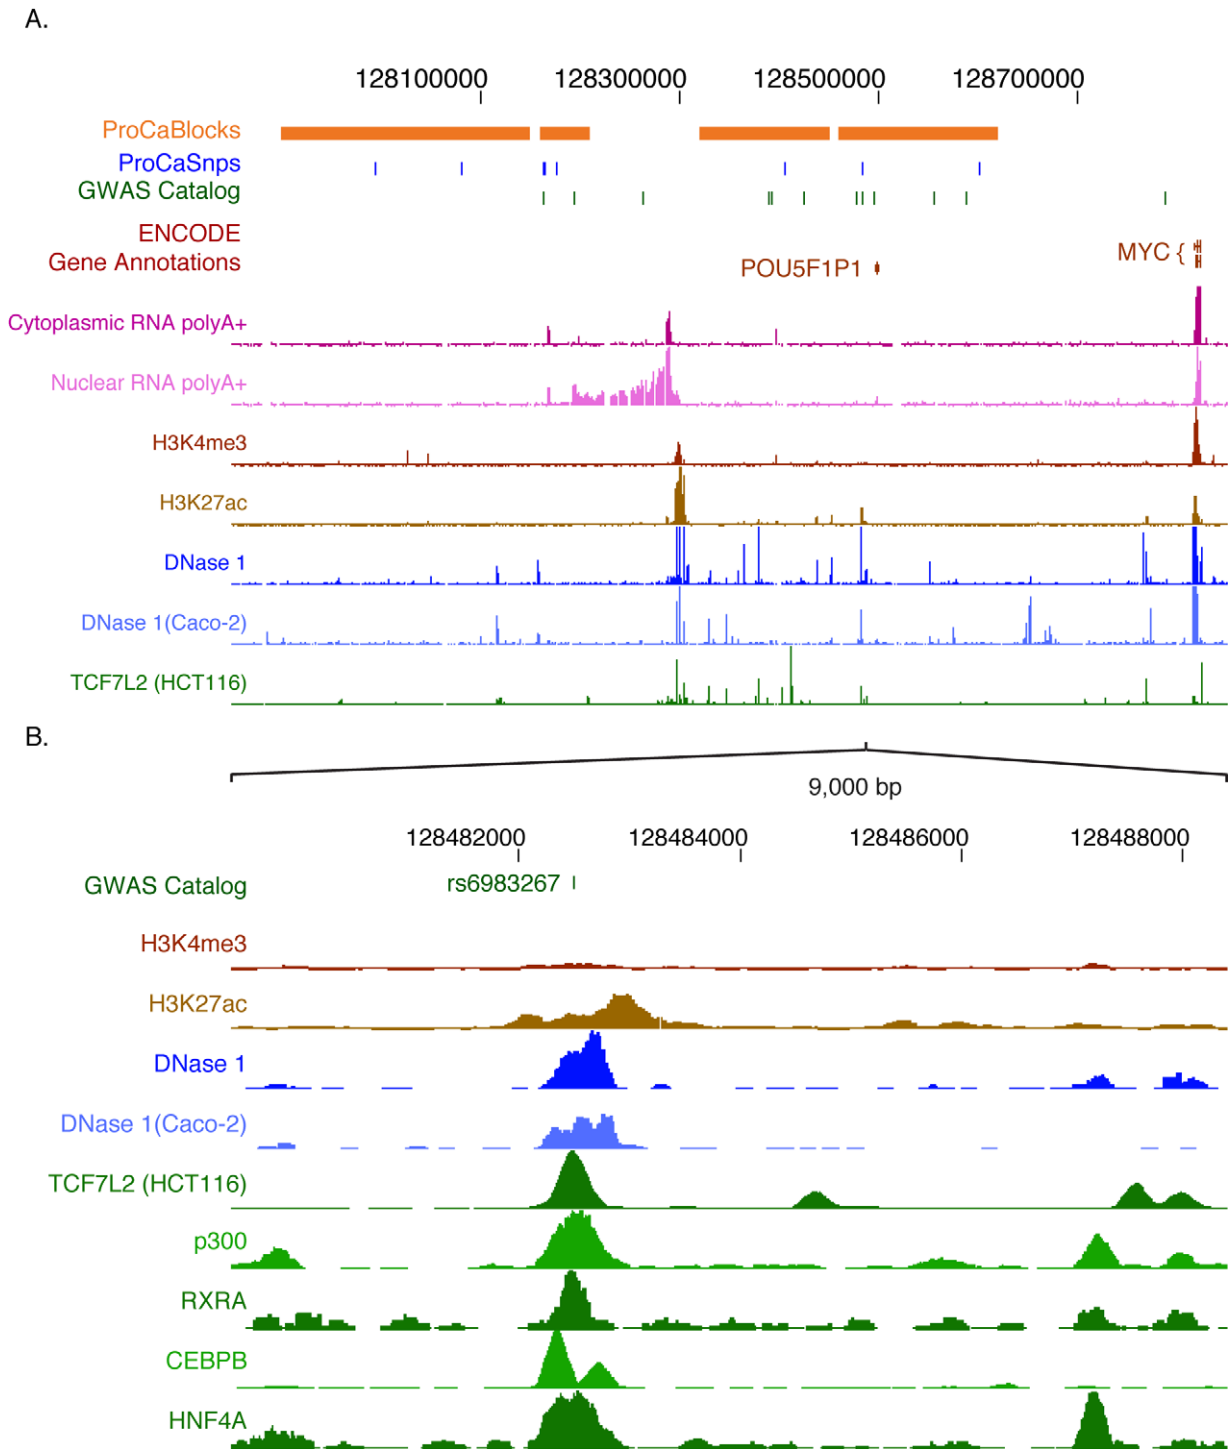 A.
128100000 128300000 128500000 128700000
ProCaBlocks
ProCaSnps
GWAS Catalog
ENCODE
Gene Annotations
MYC {
POU5F1P1
Cytoplasmic RNA polyA+
Nuclear RNA polyA+
H3K4me3
H3K27ac
DNase 1
DNase 1(Caco-2)
TCF7L2 (HCT116)
B.
9,000 bp
128482000 128484000 128486000 128488000
GWAS Catalog rs6983267
H3K4me3
H3K27ac
DNase 1
DNase 1(Caco-2)
TCF7L2 (HCT116)
p300
RXRA
CEBPB
HNF4A